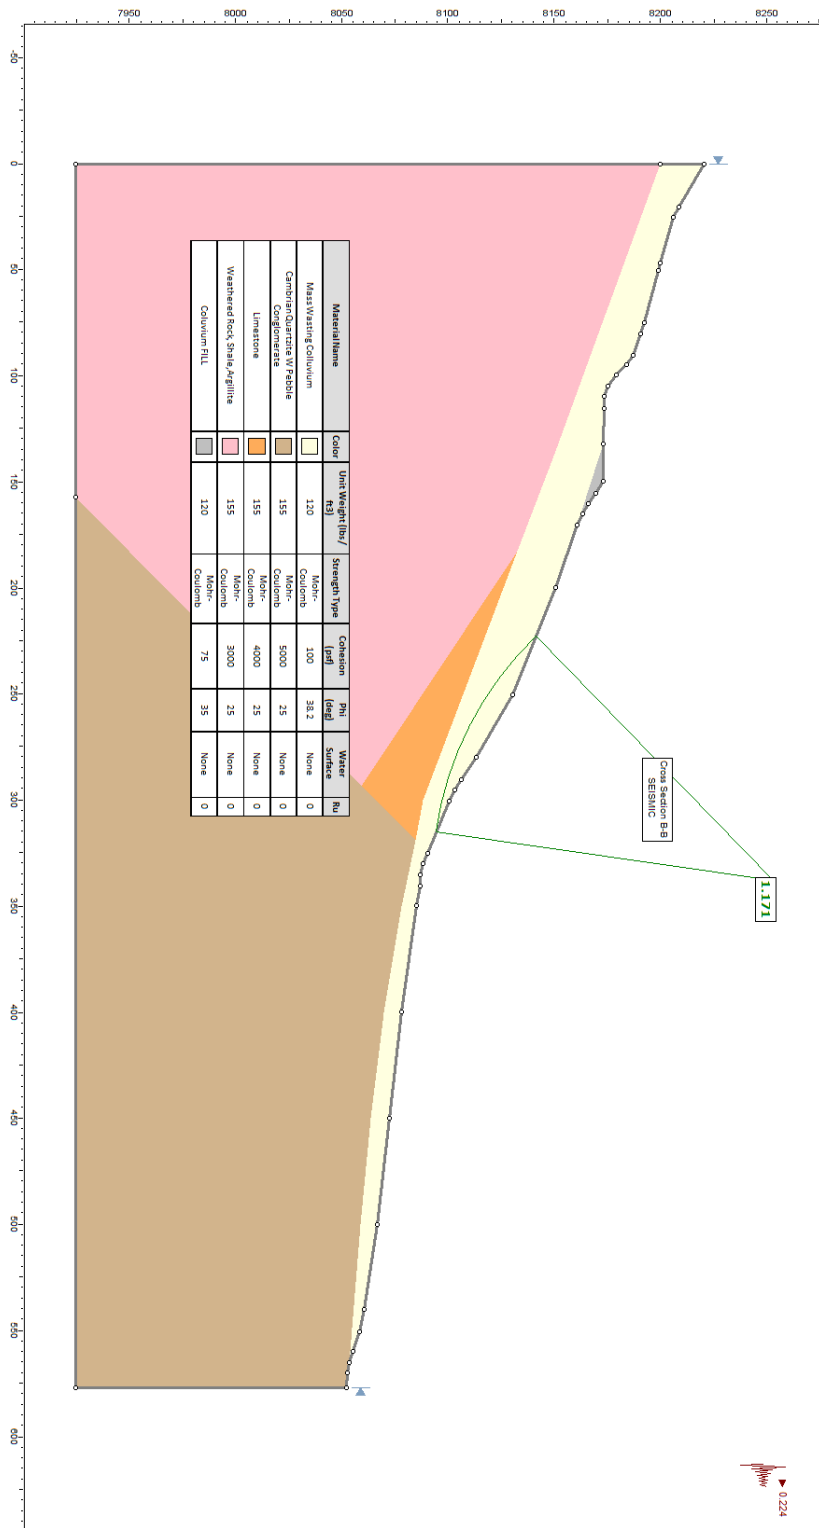 7950 8000 8050 8100 8150 8200 8250
-50
0
50
100
150
200
250
300
350
400
450
500
550
600
Cross Section B-B
SEISMIC
1.171
0.224
Material Name Color Unit Weight (lbs/ft3) Strength Type Cohesion (psf) Phi (deg) Water Surface Ru
Mass Wasting Colluvium 120 Mohr-Coulomb 100 38.2 None 0
Cambrian Quartzite W Pebble Conglomerate 155 Mohr-Coulomb 5000 25 None 0
Limestone 155 Mohr-Coulomb 4000 25 None 0
Weathered Rock, Shale, Argillite 155 Mohr-Coulomb 3000 25 None 0
Coluvium FILL 120 Mohr-Coulomb 75 35 None 0